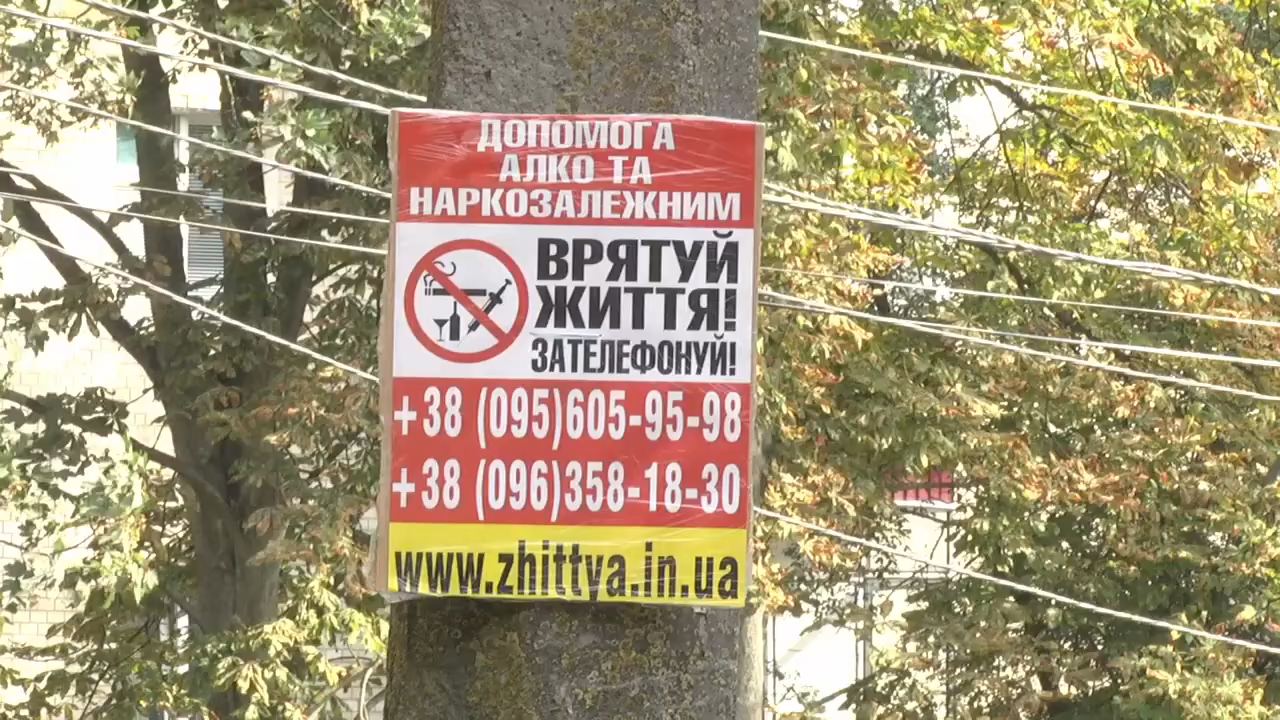 ДОПОМОГА
АЛКО ТА
НАРКОЗАЛЕЖНИМ
ВРЯТУЙ
ЖИТТЯ!
ЗАТЕЛЕФОНУЙ!
+38 (095)605-95-98
+38 (096)358-18-30
www.zhittya.in.ua